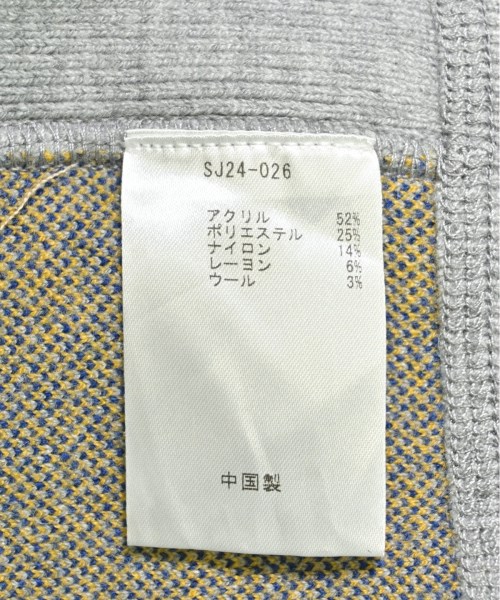 SJ24-026
アクリル 52%
ポリエステル 25%
ナイロン 14%
レーヨン 6%
ウール 3%
中国製